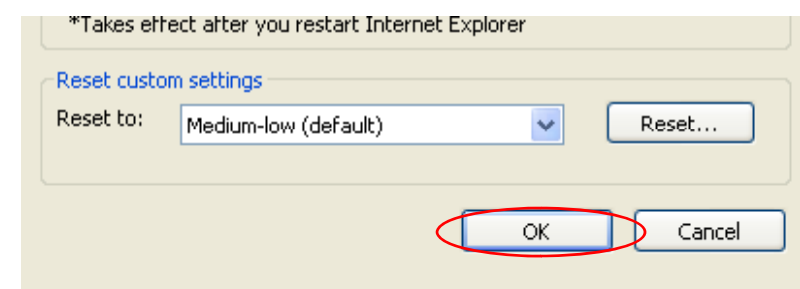 *Takes effect after you restart Internet Explorer
Reset custom settings
Reset to:
Medium-low (default)
Reset...
OK
Cancel